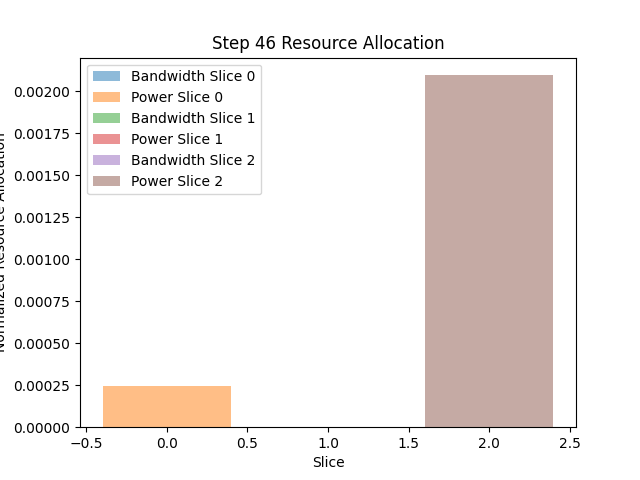 Step 46 Resource Allocation
Bandwidth Slice 0
Power Slice 0
Bandwidth Slice 1
Power Slice 1
Bandwidth Slice 2
Power Slice 2
0.00200
0.00175
0.00150
0.00125
0.00100
0.00075
0.00050
0.00025
0.00000
Normalized Resource Allocation
−0.5 0.0 0.5 1.0 1.5 2.0 2.5
Slice